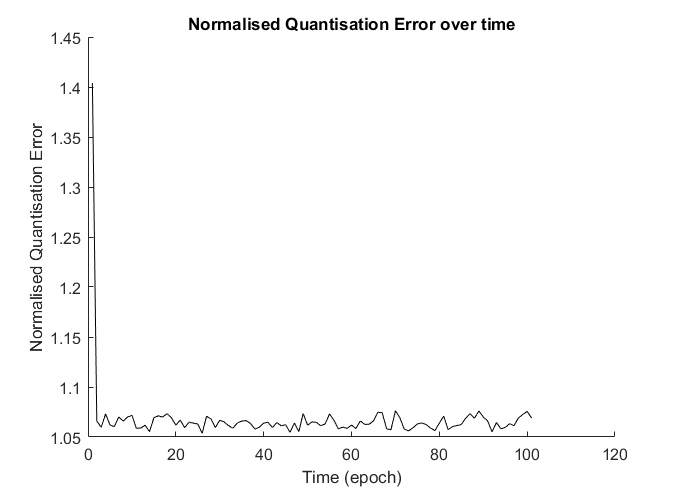 Normalised Quantisation Error over time
1.45
1.4
1.35
1.3
1.25
1.2
1.15
1.1
1.05
Normalised Quantisation Error
0 20 40 60 80 100 120
Time (epoch)